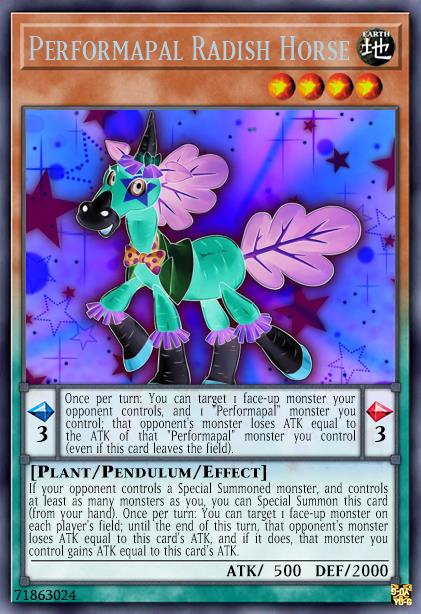 Performapal Radish Horse
EARTH
地
Once per turn: You can target 1 face-up monster your
opponent controls, and 1 "Performapal" monster you
control; that opponent's monster loses ATK equal to
the ATK of that "Performapal" monster you control
(even if this card leaves the field).
3
3
[Plant/Pendulum/Effect]
If your opponent controls a Special Summoned monster, and controls
at least as many monsters as you, you can Special Summon this card
(from your hand). Once per turn: You can target 1 face-up monster on
each player's field; until the end of this turn, that opponent's monster
loses ATK equal to this card's ATK, and if it does, that monster you
control gains ATK equal to this card's ATK.
ATK/ 500 DEF/2000
71863024